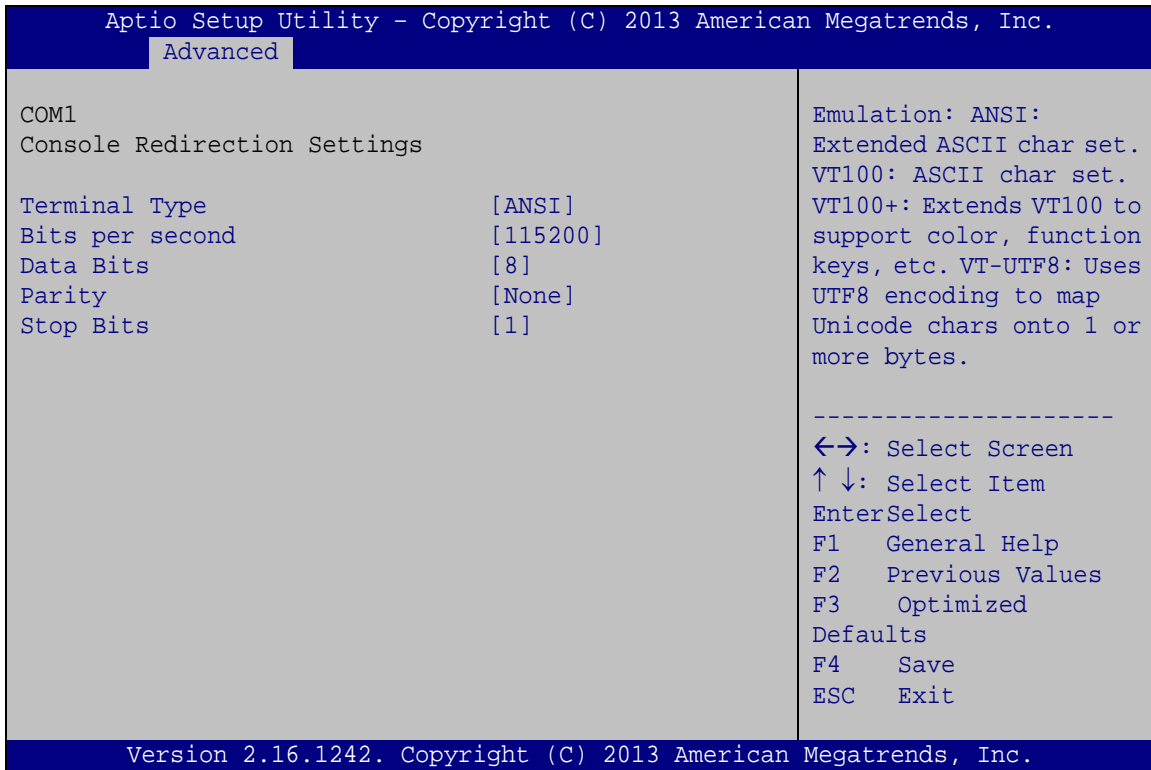 Aptio Setup Utility – Copyright (C) 2013 American Megatrends, Inc.
Advanced
COM1
Console Redirection Settings
Terminal Type [ANSI]
Bits per second [115200]
Data Bits [8]
Parity [None]
Stop Bits [1]
Emulation: ANSI:
Extended ASCII char set.
VT100: ASCII char set.
VT100+: Extends VT100 to
support color, function
keys, etc. VT-UTF8: Uses
UTF8 encoding to map
Unicode chars onto 1 or
more bytes.
---------------------
←→: Select Screen
↑ ↓: Select Item
EnterSelect
F1 General Help
F2 Previous Values
F3 Optimized
Defaults
F4 Save
ESC Exit
Version 2.16.1242. Copyright (C) 2013 American Megatrends, Inc.